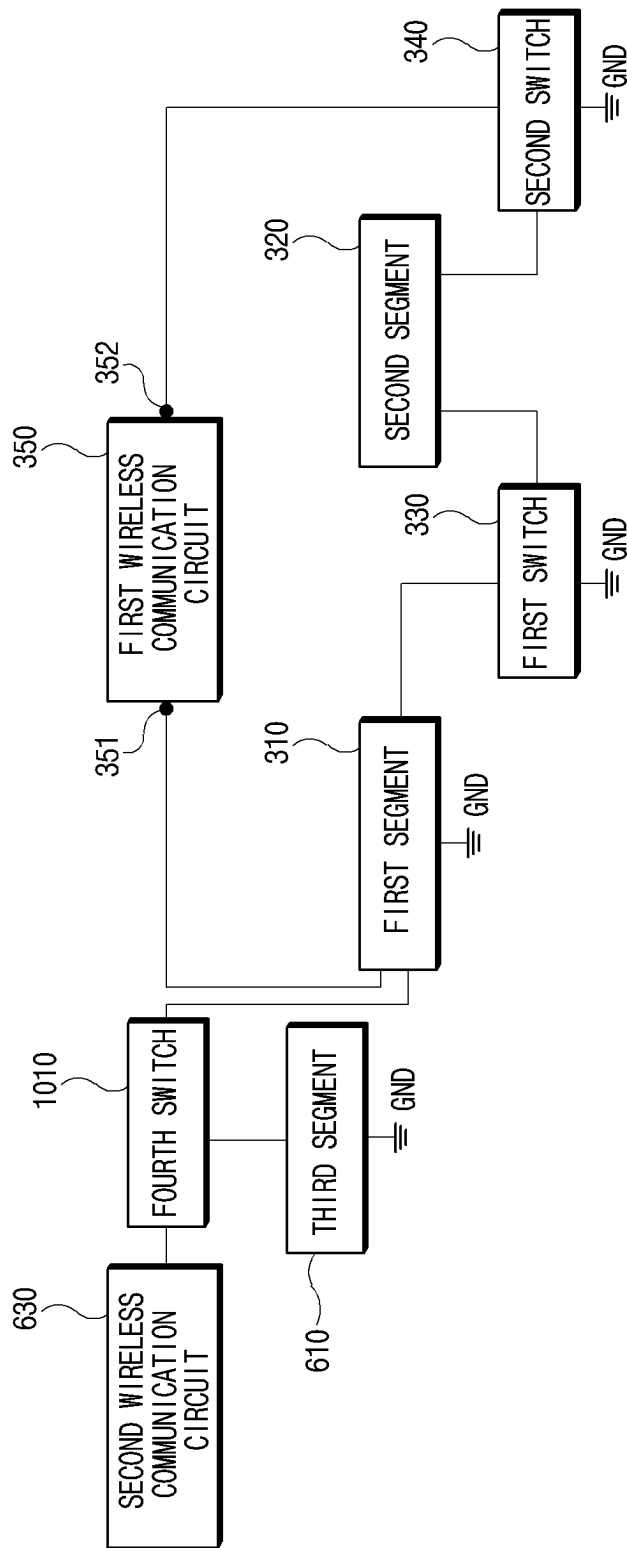 630
SECOND WIRELESS
COMMUNICATION
CIRCUIT
1010
FOURTH SWITCH
THIRD SEGMENT
610
GND
351
350
FIRST WIRELESS
COMMUNICATION
CIRCUIT
352
310
FIRST SEGMENT
GND
320
SECOND SEGMENT
330
FIRST SWITCH
GND
340
SECOND SWITCH
GND